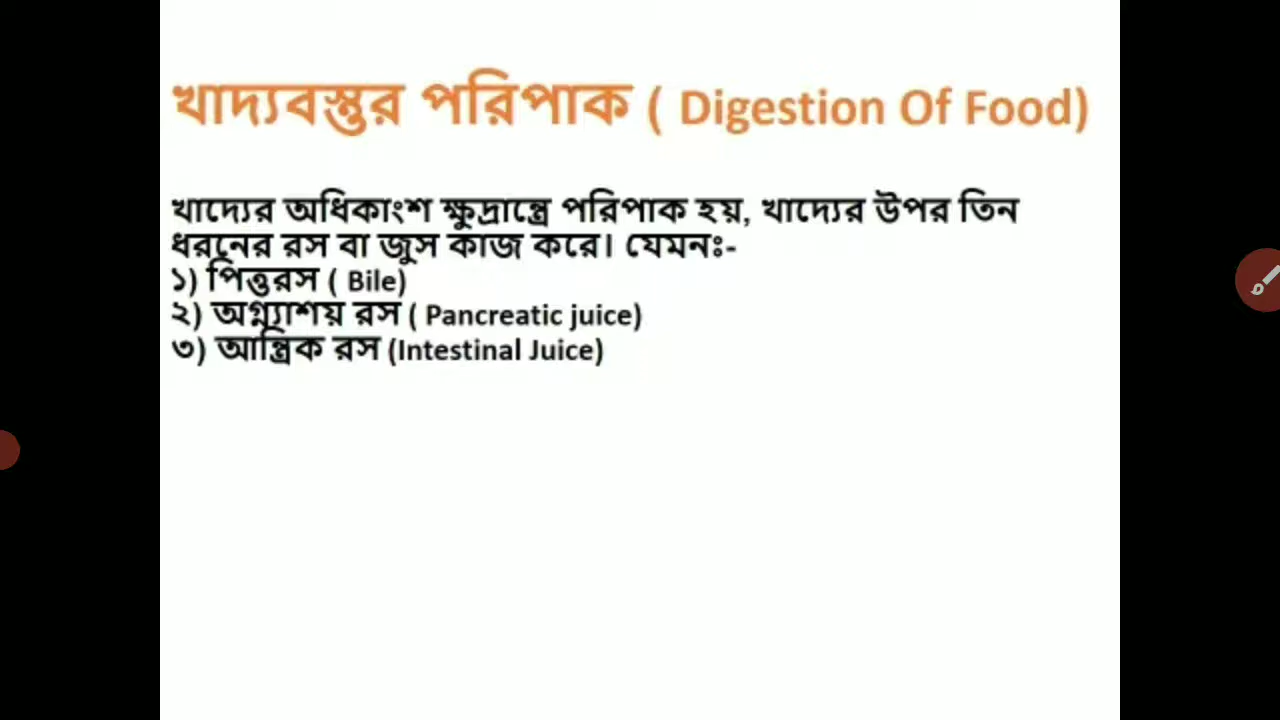 খাদ্যবস্তুর পরিপাক ( Digestion Of Food)
খাদ্যের অধিকাংশ ক্ষুদ্রান্ত্রে পরিপাক হয়, খাদ্যের উপর তিন
ধরনের রস বা জুস কাজ করে। যেমনঃ-
১) পিত্তরস ( Bile)
২) অগ্ন্যাশয় রস ( Pancreatic juice)
৩) আন্ত্রিক রস (Intestinal Juice)